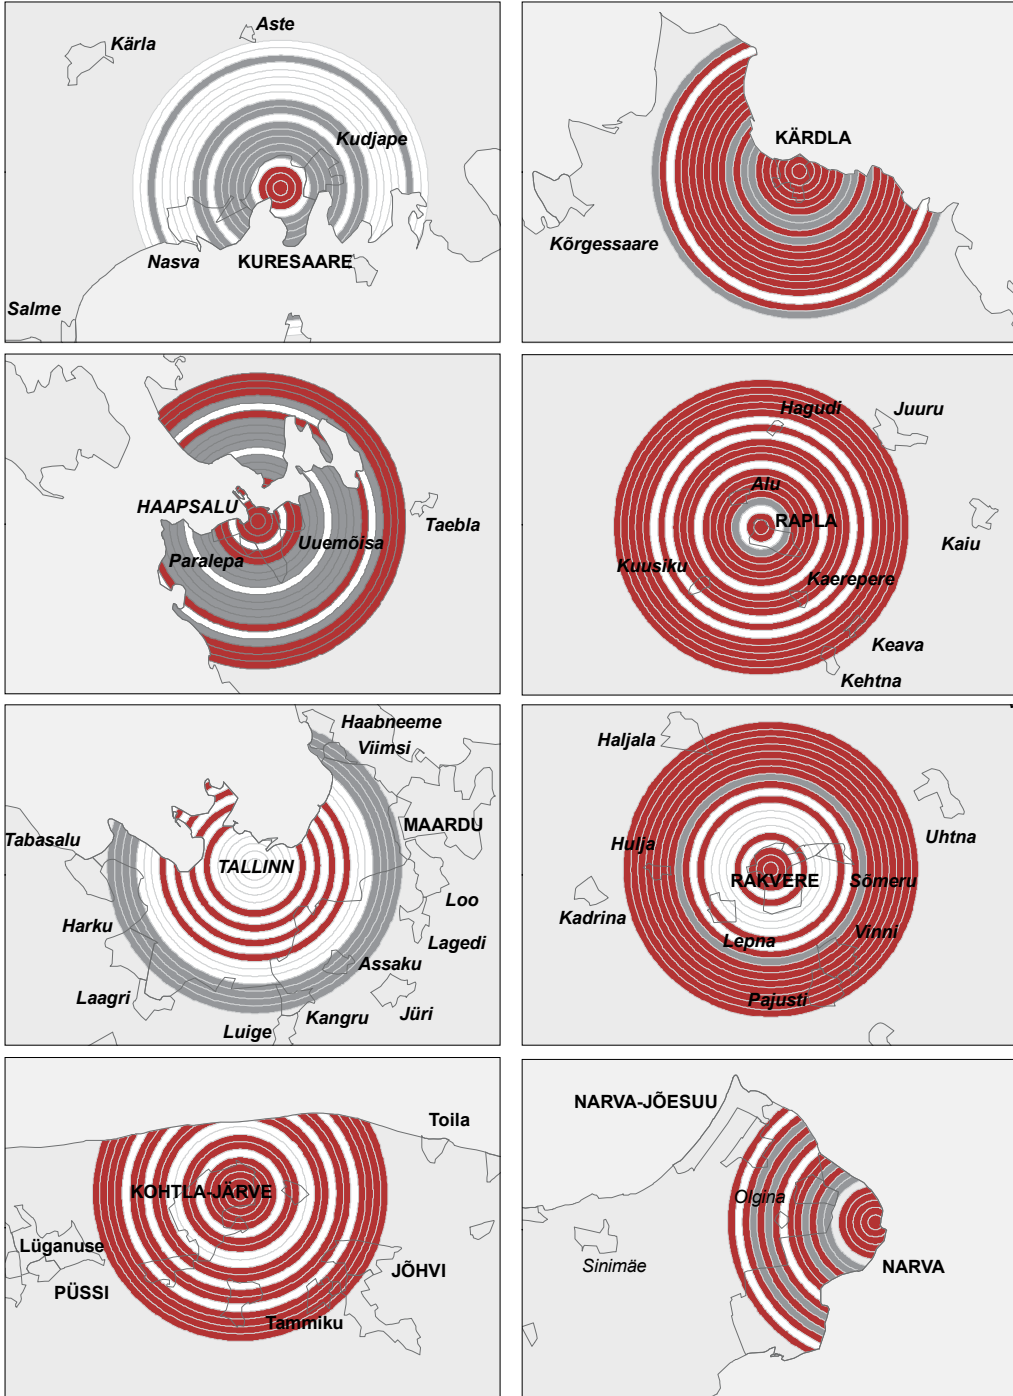 Aste
Kärla
Kudjape
Nasva
KURESAARE
Salme
KÄRDLA
Kõrgessaare
HAAPSALU
Taebla
Uuemõisa
Paralepa
Hagudi
Juuru
Alu
RAPLA
Kaiu
Kuusiku
Kaerepere
Keava
Kehtna
Haabneeme
Viimsi
MAARDU
Tabasalu
TALLINN
Loo
Harku
Lagedi
Assaku
Laagri
Kangru
Jüri
Luige
Haljala
Uhtna
Hulja
RAKVERE
Sõmeru
Kadrina
Lepna
Vinni
Pajusti
Toila
KOHTLA-JÄRVE
Lüganuse
JÕHVI
PÜSSI
Tammiku
NARVA-JÕESUU
Olgina
Sinimäe
NARVA